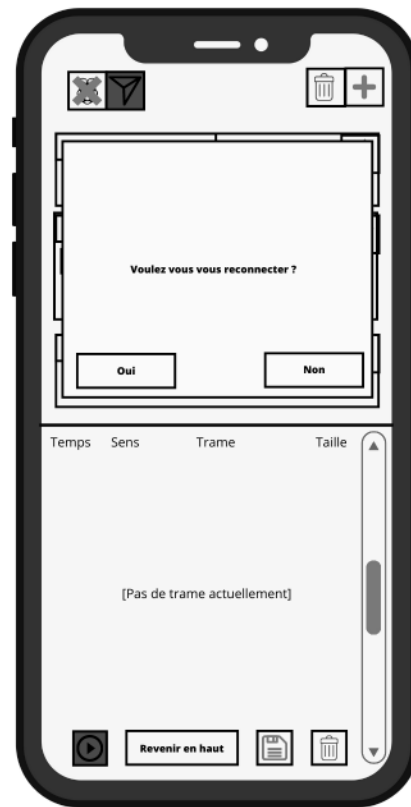 Voulez vous vous reconnecter ?
Oui Non
Temps Sens Trame Taille
[Pas de trame actuellement]
Revenir en haut